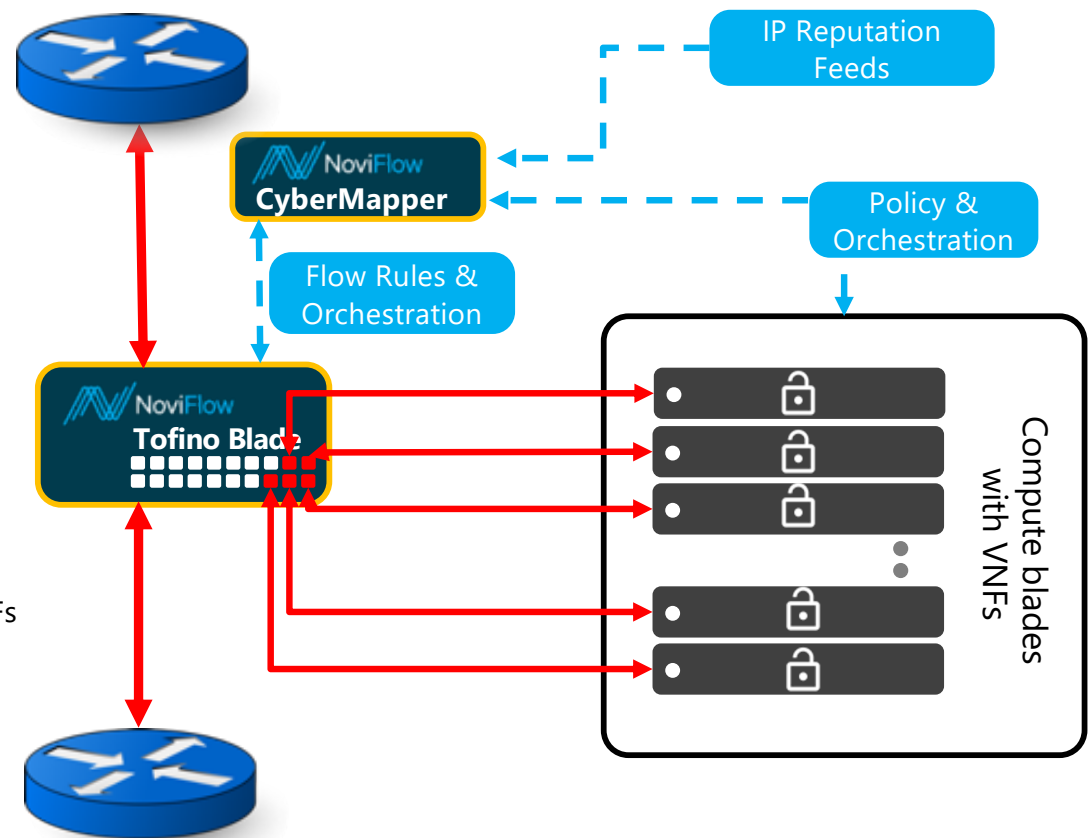 IP Reputation
Feeds
NoviFlow
CyberMapper
Policy &
Orchestration
Flow Rules &
Orchestration
NoviFlow
Tofino Blade
Compute blades
with VNFs